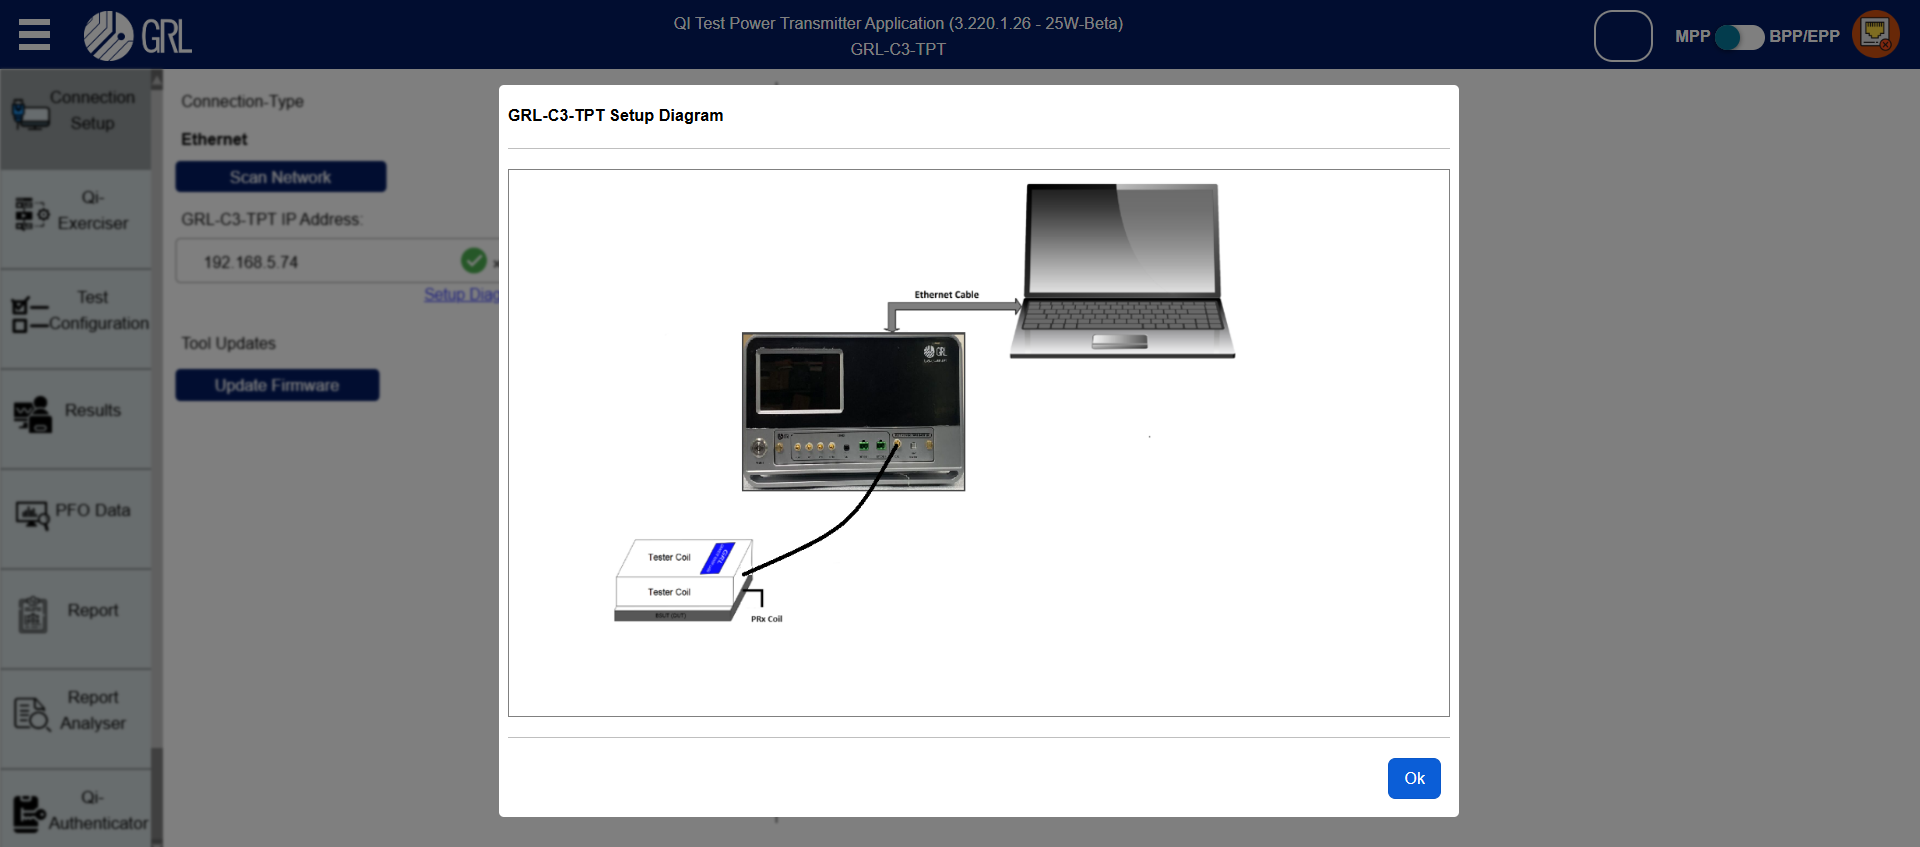 GRL
QI Test Power Transmitter Application (3.220.1.26 - 25W-Beta)
GRL-C3-TPT
MPP
BPP/EPP
Connection
Setup
Qi-
Exerciser
Test
Configuration
Results
PFO Data
Report
Report
Analyser
Qi-
Authenticator
Connection-Type
Ethernet
Scan Network
GRL-C3-TPT IP Address:
192.168.5.74
Setup Diag
Tool Updates
Update Firmware
GRL-C3-TPT Setup Diagram
Ethernet Cable
GRL
Tester Coil
GRL
Tester Coil
PRx Coil
Ok